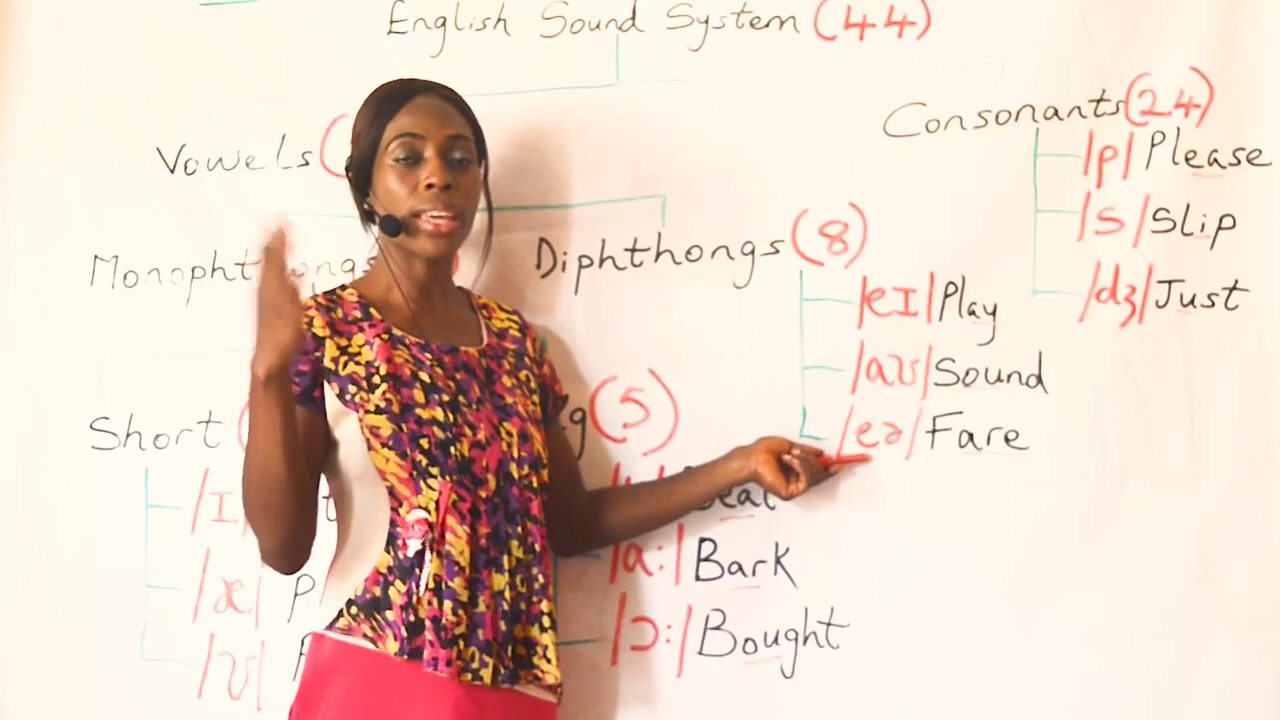 English Sound System (44)
Vowels (
Consonants (24)
/p/ Please
/s/ Slip
/dʒ/ Just
Diphthongs (8)
/eɪ/ Play
/aʊ/ Sound
/eə/ Fare
Short (
/ɪ
/æ/ P
/ʊ/
(5)
/a:/ Bark
/ɔ:/ Bought